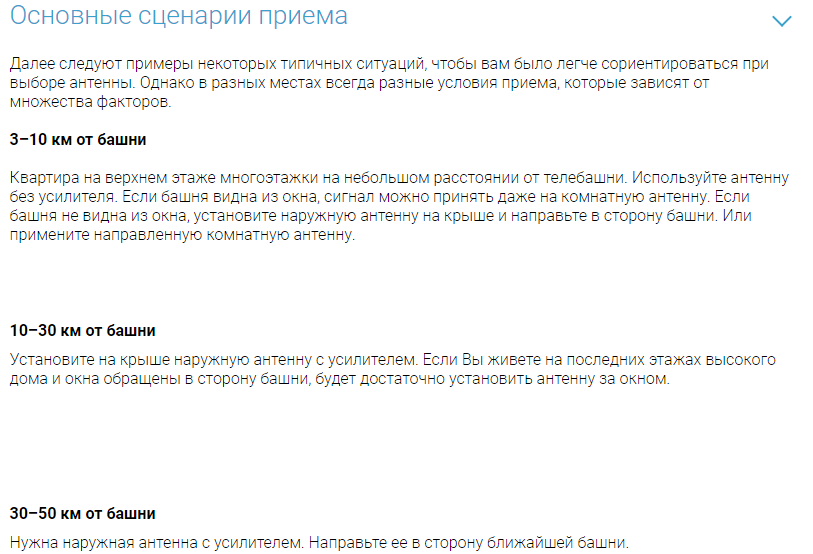 Основные сценарии приема
Далее следуют примеры некоторых типичных ситуаций, чтобы вам было легче сориентироваться при
выборе антенны. Однако в разных местах всегда разные условия приема, которые зависят от
множества факторов.
3–10 км от башни
Квартира на верхнем этаже многоэтажки на небольшом расстоянии от телебашни. Используйте антенну
без усилителя. Если башня видна из окна, сигнал можно принять даже на комнатную антенну. Если
башня не видна из окна, установите наружную антенну на крыше и направьте в сторону башни. Или
примените направленную комнатную антенну.
10–30 км от башни
Установите на крыше наружную антенну с усилителем. Если Вы живете на последних этажах высокого
дома и окна обращены в сторону башни, будет достаточно установить антенну за окном.
30–50 км от башни
Нужна наружная антенна с усилителем. Направьте ее в сторону ближайшей башни.